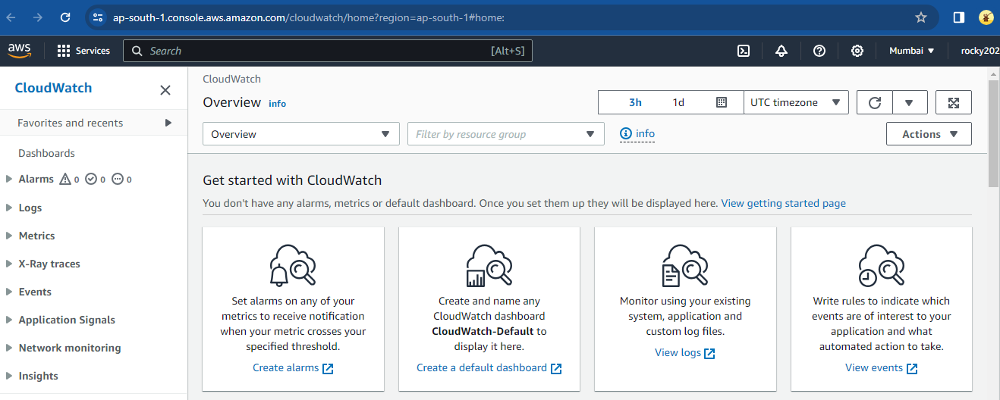 ap-south-1.console.aws.amazon.com/cloudwatch/home?region=ap-south-1#home:
aws Services Search [Alt+S] Mumbai rocky202
CloudWatch
Favorites and recents
Dashboards
Alarms 0 0 0
Logs
Metrics
X-Ray traces
Events
Application Signals
Network monitoring
Insights
CloudWatch
Overview info
3h 1d UTC timezone
Overview Filter by resource group info Actions
Get started with CloudWatch
You don't have any alarms, metrics or default dashboard. Once you set them up they will be displayed here. View getting started page
Set alarms on any of your
metrics to receive notification
when your metric crosses your
specified threshold.
Create alarms
Create and name any
CloudWatch dashboard
CloudWatch-Default to
display it here.
Create a default dashboard
Monitor using your existing
system, application and
custom log files.
View logs
Write rules to indicate which
events are of interest to your
application and what
automated action to take.
View events